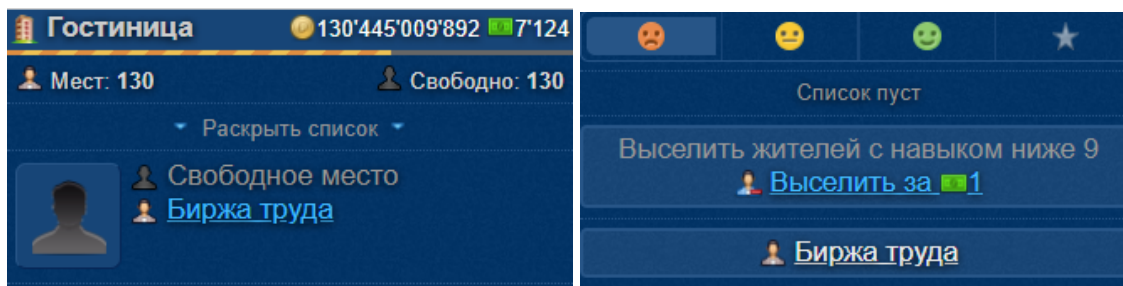 Гостиница 130'445'009'892 7'124
Мест: 130 Свободно: 130
Раскрыть список
Свободное место
Биржа труда
Список пуст
Выселить жителей с навыком ниже 9
Выселить за 1
Биржа труда